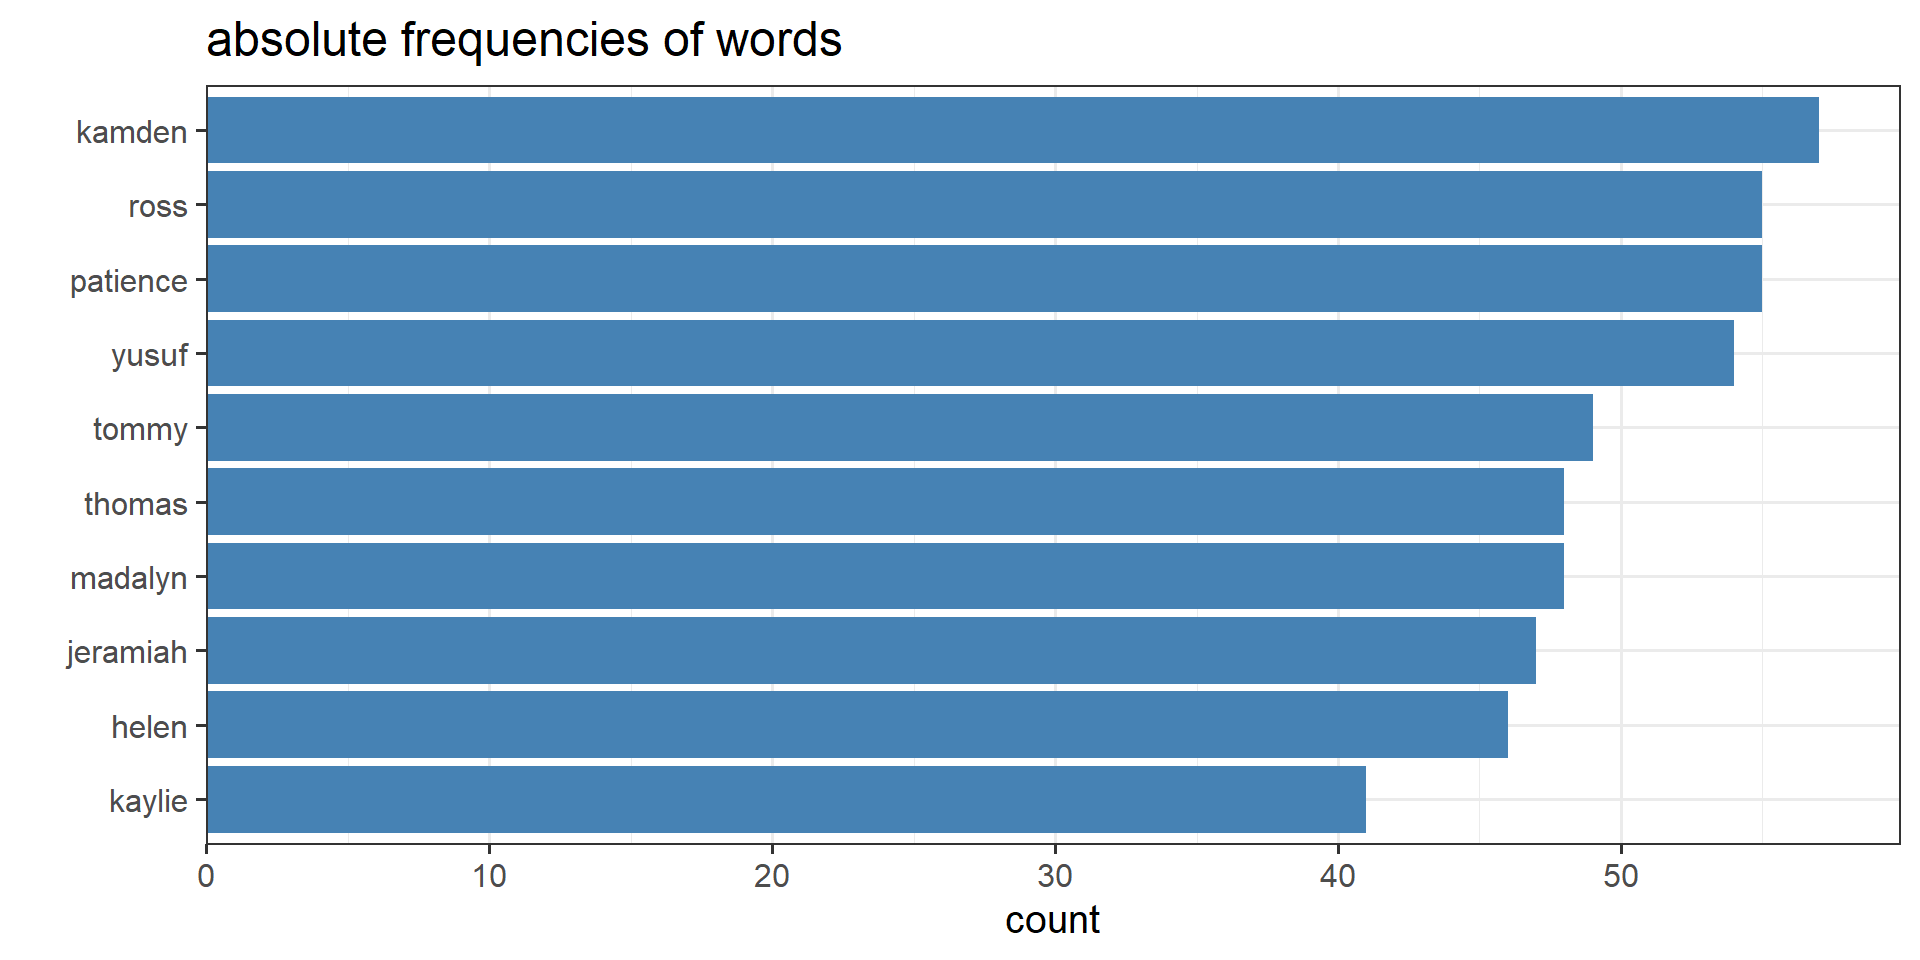 absolute frequencies of words
kamden
ross
patience
yusuf
tommy
thomas
madalyn
jeramiah
helen
kaylie
0 10 20 30 40 50
count